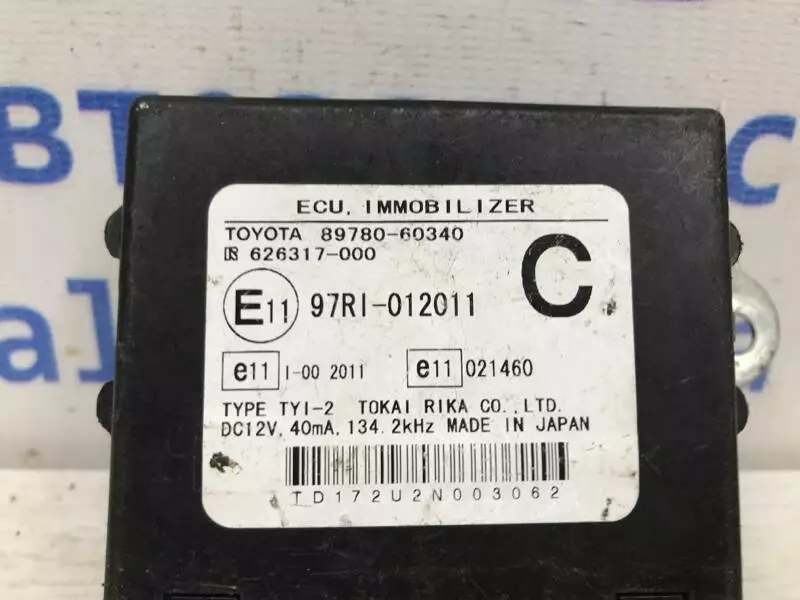 ECU, IMMOBILIZER
TOYOTA 89780-60340
626317-000
C
E11 97RI-012011
e11 I-00 2011 e11 021460
TYPE TYI-2 TOKAI RIKA CO.,LTD.
DC12V, 40mA, 134.2kHz MADE IN JAPAN
TD172U2N003062